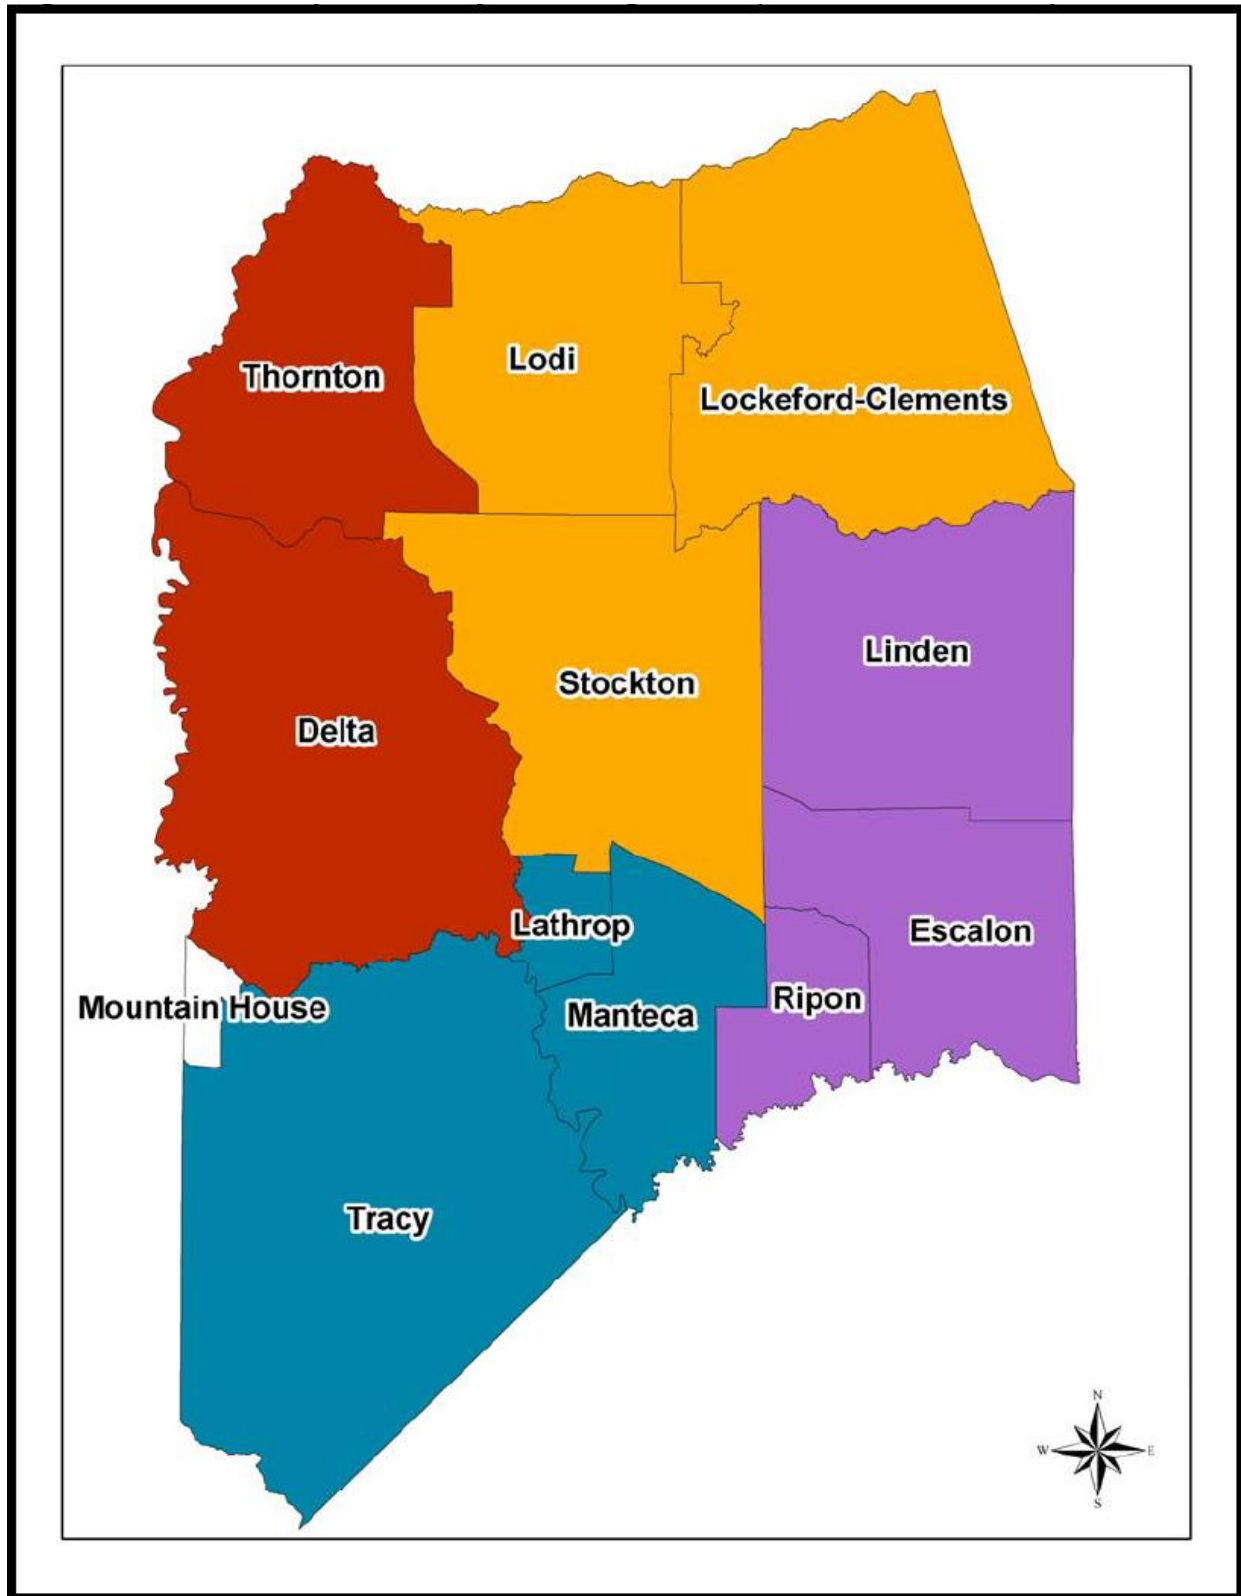 Thornton
Lodi
Lockeford-Clements
Linden
Stockton
Delta
Lathrop
Escalon
Mountain House
Ripon
Manteca
Tracy
N
W E
S